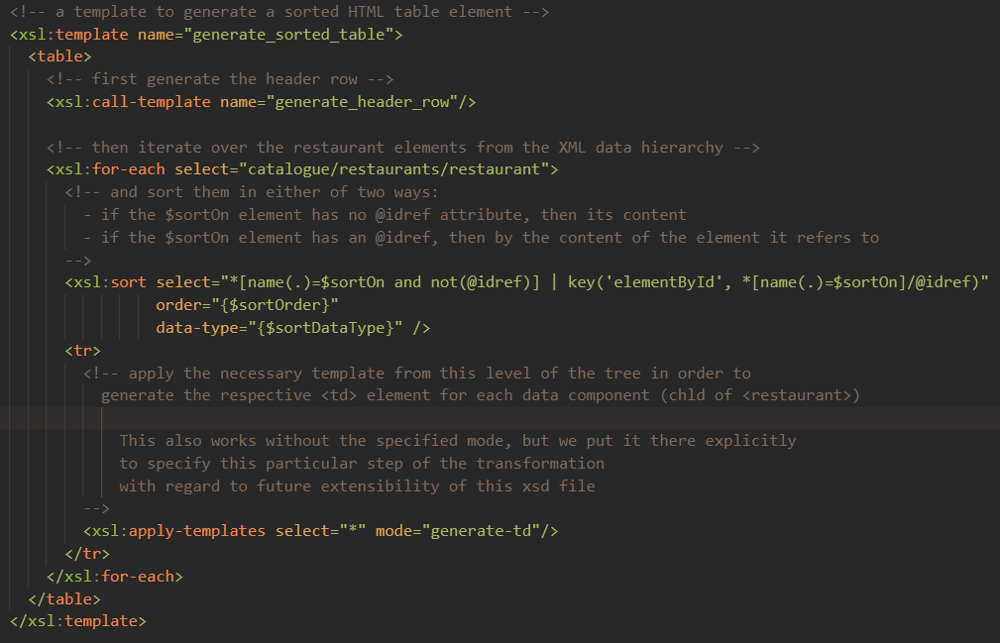 <!-- a template to generate a sorted HTML table element -->
<xsl:template name="generate_sorted_table">
<table>
<!-- first generate the header row -->
<xsl:call-template name="generate_header_row"/>
<!-- then iterate over the restaurant elements from the XML data hierarchy -->
<xsl:for-each select="catalogue/restaurants/restaurant">
<!-- and sort them in either of two ways:
- if the $sortOn element has no @idref attribute, then its content
- if the $sortOn element has an @idref, then by the content of the element it refers to
-->
<xsl:sort select="*[name(.)=$sortOn and not(@idref)] | key('elementById', *[name(.)=$sortOn]/@idref)"
order="{$sortOrder}"
data-type="{$sortDataType}" />
<tr>
<!-- apply the necessary template from this level of the tree in order to
generate the respective <td> element for each data component (chld of <restaurant>)
This also works without the specified mode, but we put it there explicitly
to specify this particular step of the transformation
with regard to future extensibility of this xsd file
-->
<xsl:apply-templates select="*" mode="generate-td"/>
</tr>
</xsl:for-each>
</table>
</xsl:template>